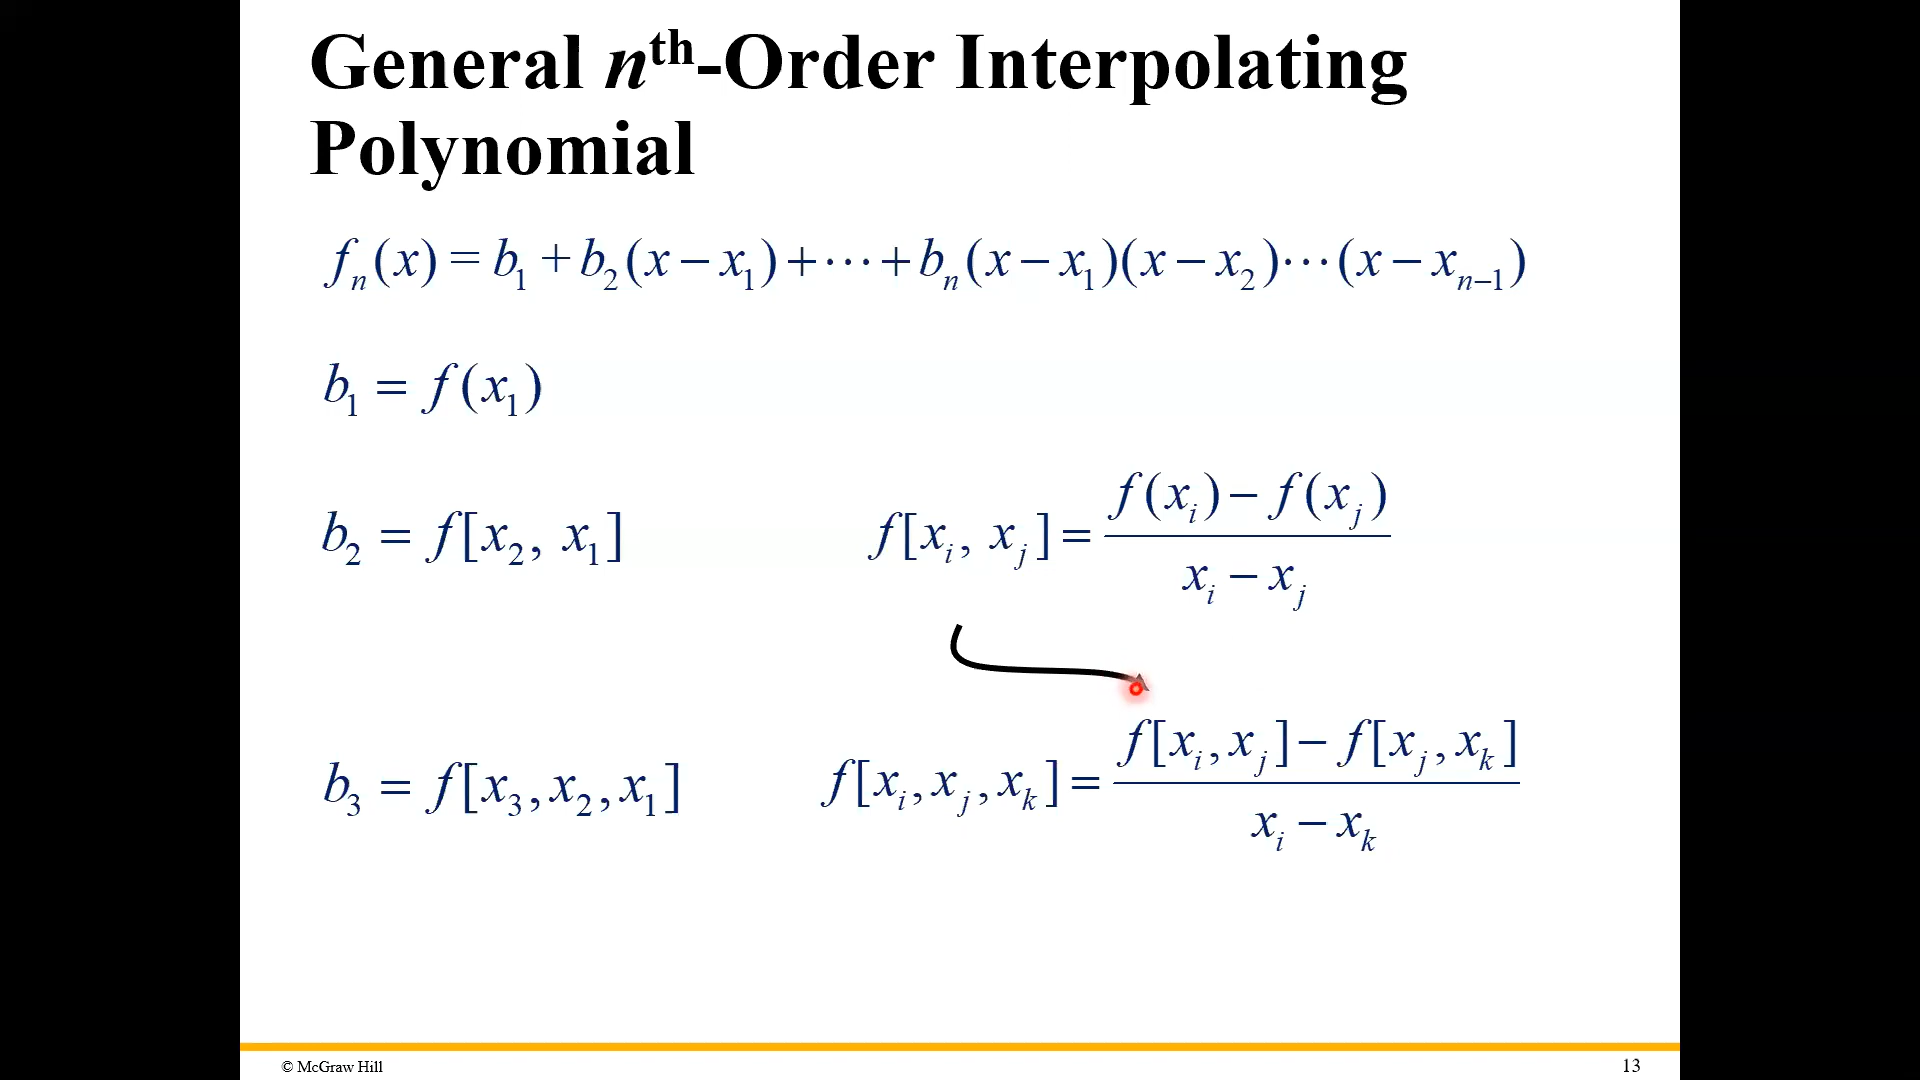 General nᵗʰ-Order Interpolating
Polynomial
fₙ(x) = b₁ + b₂(x − x₁) + ⋯ + bₙ(x − x₁)(x − x₂)⋯(x − xₙ₋₁)
b₁ = f(x₁)
b₂ = f[x₂, x₁]  f[xᵢ, xⱼ] = (f(xᵢ) − f(xⱼ)) / (xᵢ − xⱼ)
b₃ = f[x₃, x₂, x₁]  f[xᵢ, xⱼ, xₖ] = (f[xᵢ, xⱼ] − f[xⱼ, xₖ]) / (xᵢ − xₖ)
© McGraw Hill  13